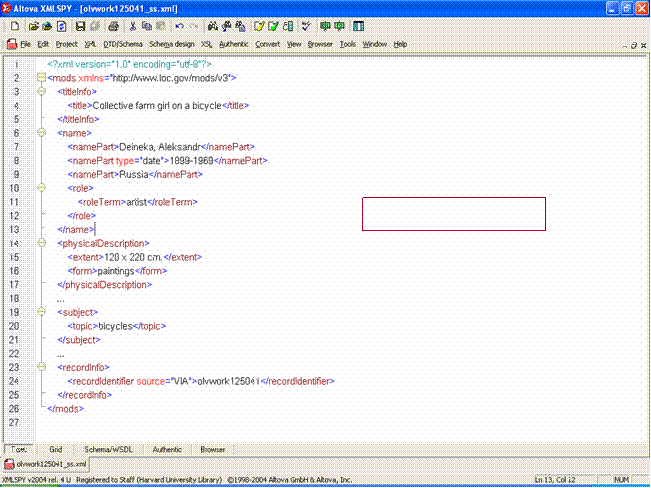 Altova XMLSPY - [olvwork125041_ss.xml]
File Edit Project XML DTD/Schema Schema design XSL Authentic Convert View Browser Tools Window Help
1 <?xml version="1.0" encoding="utf-8"?>
2 <mods xmlns="http://www.loc.gov/mods/v3">
3 <titleInfo>
4 <title>Collective farm girl on a bicycle</title>
5 </titleInfo>
6 <name>
7 <namePart>Deineka, Aleksandr</namePart>
8 <namePart type="date">1899-1969</namePart>
9 <namePart>Russia</namePart>
10 <role>
11 <roleTerm>artist</roleTerm>
12 </role>
13 </name>
14 <physicalDescription>
15 <extent>120 x 220 cm.</extent>
16 <form>paintings</form>
17 </physicalDescription>
18 ...
19 <subject>
20 <topic>bicycles</topic>
21 </subject>
22 ...
23 <recordInfo>
24 <recordIdentifier source="VIA">olvwork125041</recordIdentifier>
25 </recordInfo>
26 </mods>
27
Text Grid Schema/WSDL Authentic Browser
olvwork125041_ss.xml
XMLSPY v2004 rel. 4 U Registered to Staff (Harvard University Library) ©1998-2004 Altova GmbH & Altova, Inc. Ln 13, Col 12 NUM